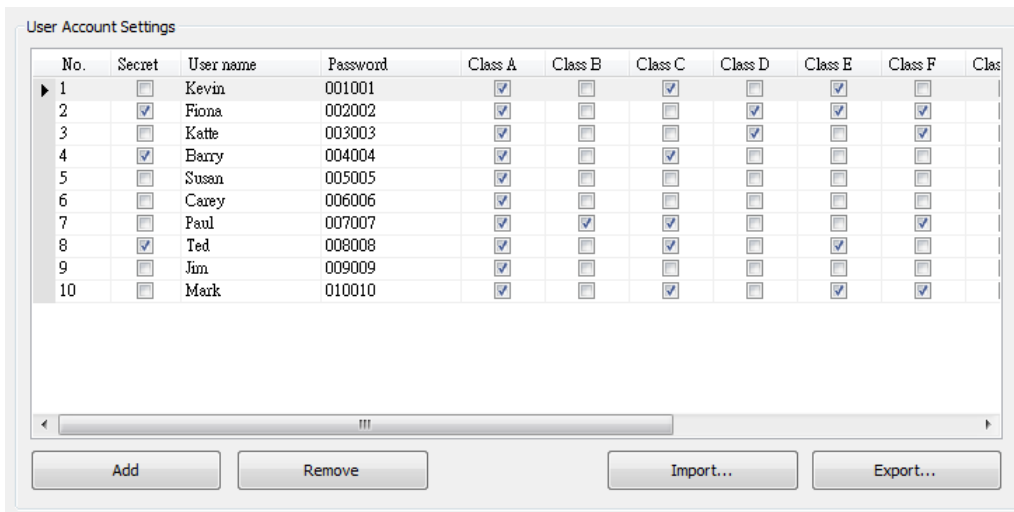 User Account Settings
No. Secret User name Password Class A Class B Class C Class D Class E Class F Clas
1 Kevin 001001
2 Fiona 002002
3 Katte 003003
4 Barry 004004
5 Susan 005005
6 Carey 006006
7 Paul 007007
8 Ted 008008
9 Jim 009009
10 Mark 010010
Add Remove Import... Export...